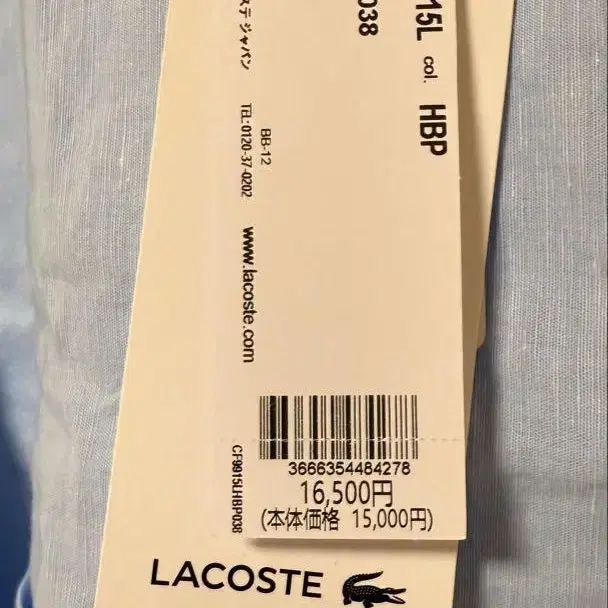 15L col. HBP
038
ステ ジャパン
BB-12
TEL:0120-37-0202
www.lacoste.com
CF9915LHBP038
3666354484278
16,500円
(本体価格 15,000円)
LACOSTE